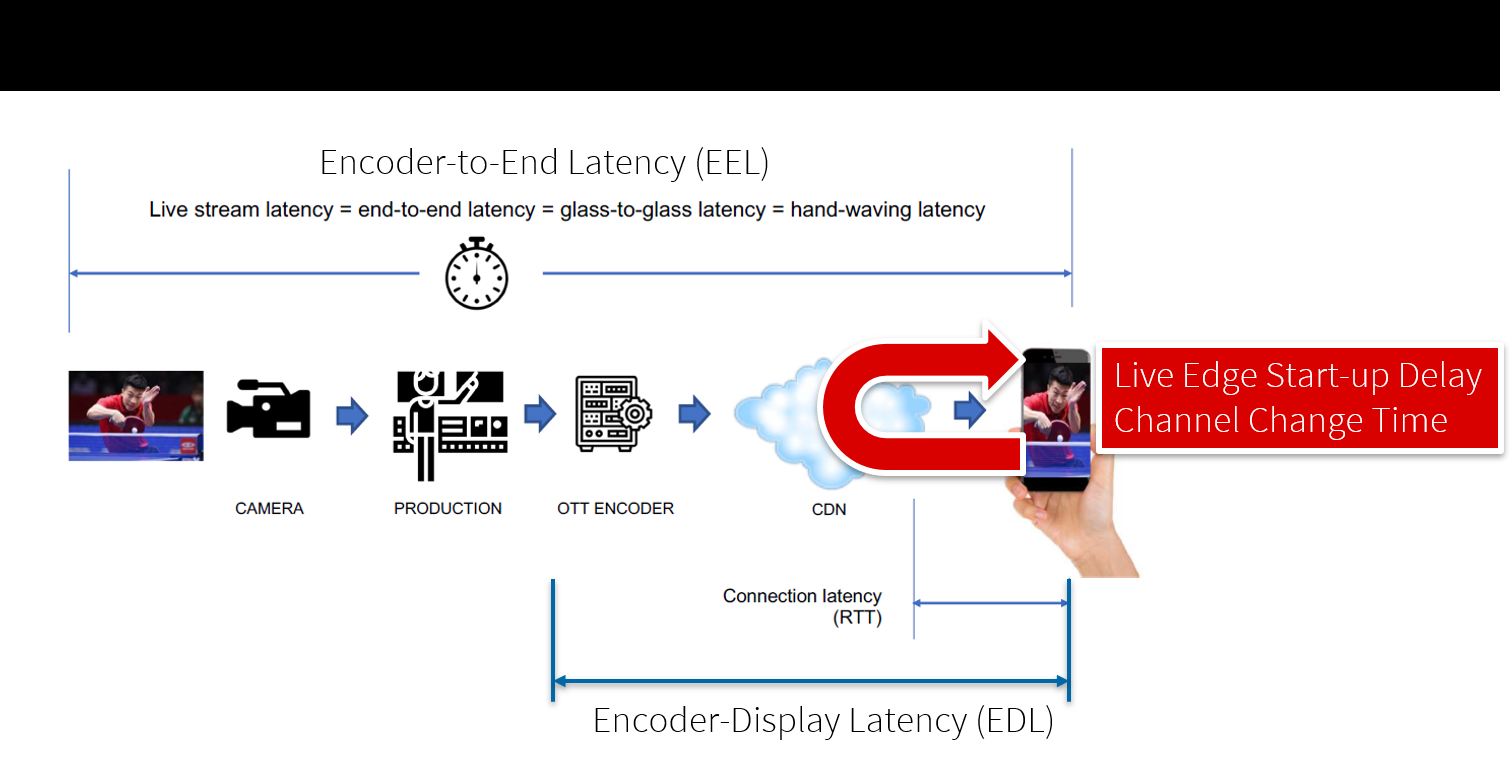 Encoder-to-End Latency (EEL)
Live stream latency = end-to-end latency = glass-to-glass latency = hand-waving latency
Live Edge Start-up Delay
Channel Change Time
CAMERA
PRODUCTION
OTT ENCODER
CDN
Connection latency
(RTT)
Encoder-Display Latency (EDL)